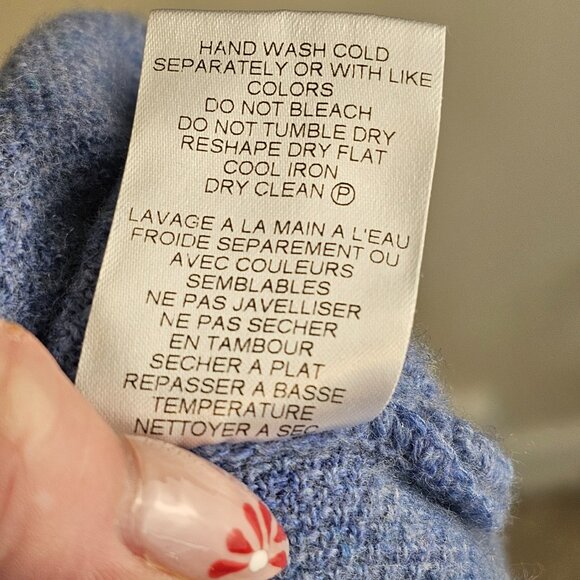 HAND WASH COLD
SEPARATELY OR WITH LIKE
COLORS
DO NOT BLEACH
DO NOT TUMBLE DRY
RESHAPE DRY FLAT
COOL IRON
DRY CLEAN Ⓟ
LAVAGE A LA MAIN A L'EAU
FROIDE SEPAREMENT OU
AVEC COULEURS
SEMBLABLES
NE PAS JAVELLISER
NE PAS SECHER
EN TAMBOUR
SECHER A PLAT
REPASSER A BASSE
TEMPERATURE
NETTOYER A SEC